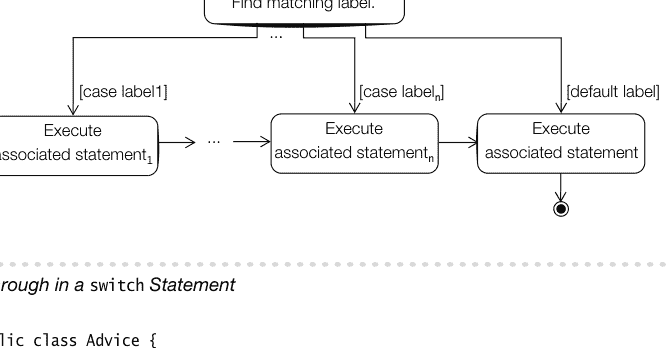 Find matching label.
...
[case label1]
[case labeln]
[default label]
Execute
associated statement1
...
Execute
associated statementn
Execute
associated statement
rough in a switch Statement
lic class Advice {